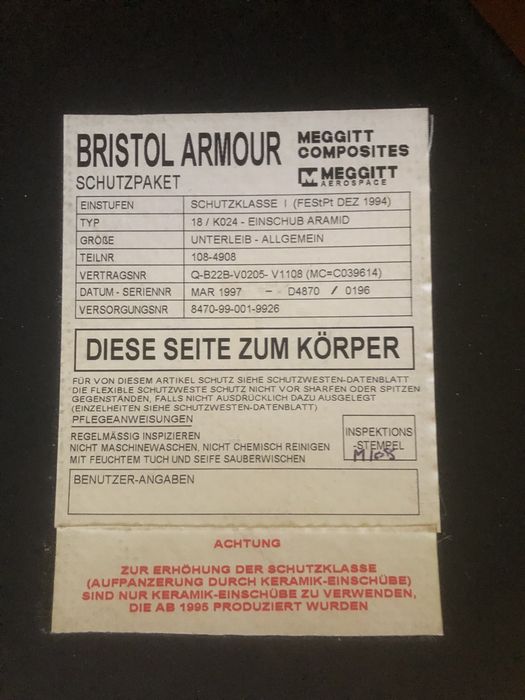 BRISTOL ARMOUR
MEGGITT
COMPOSITES
MEGGITT
AEROSPACE
SCHUTZPAKET
EINSTUFEN SCHUTZKLASSE I (FEStPt DEZ 1994)
TYP 18 / K024 - EINSCHUB ARAMID
GRÖßE UNTERLEIB - ALLGEMEIN
TEILNR 108-4908
VERTRAGSNR Q-B22B-V0205- V1108 (MC=C039614)
DATUM - SERIENNR MAR 1997 - D4870 / 0196
VERSORGUNGSNR 8470-99-001-9926
DIESE SEITE ZUM KÖRPER
FÜR VON DIESEM ARTIKEL SCHUTZ SIEHE SCHUTZWESTEN-DATENBLATT
DIE FLEXIBLE SCHUTZWESTE SCHUTZ NICHT VOR SHARFEN ODER SPITZEN
GEGENSTÄNDEN, FALLS NICHT AUSDRÜCKLICH DAZU AUSGELEGT
(EINZELHEITEN SIEHE SCHUTZWESTEN-DATENBLATT)
PFLEGEANWEISUNGEN
REGELMÄSSIG INSPIZIEREN
NICHT MASCHINEWASCHEN, NICHT CHEMISCH REINIGEN
MIT FEUCHTEM TUCH UND SEIFE SAUBERWISCHEN
INSPEKTIONS
-STEMPEL
BENUTZER-ANGABEN
ACHTUNG
ZUR ERHÖHUNG DER SCHUTZKLASSE
(AUFPANZERUNG DURCH KERAMIK-EINSCHÜBE)
SIND NUR KERAMIK-EINSCHÜBE ZU VERWENDEN,
DIE AB 1995 PRODUZIERT WURDEN